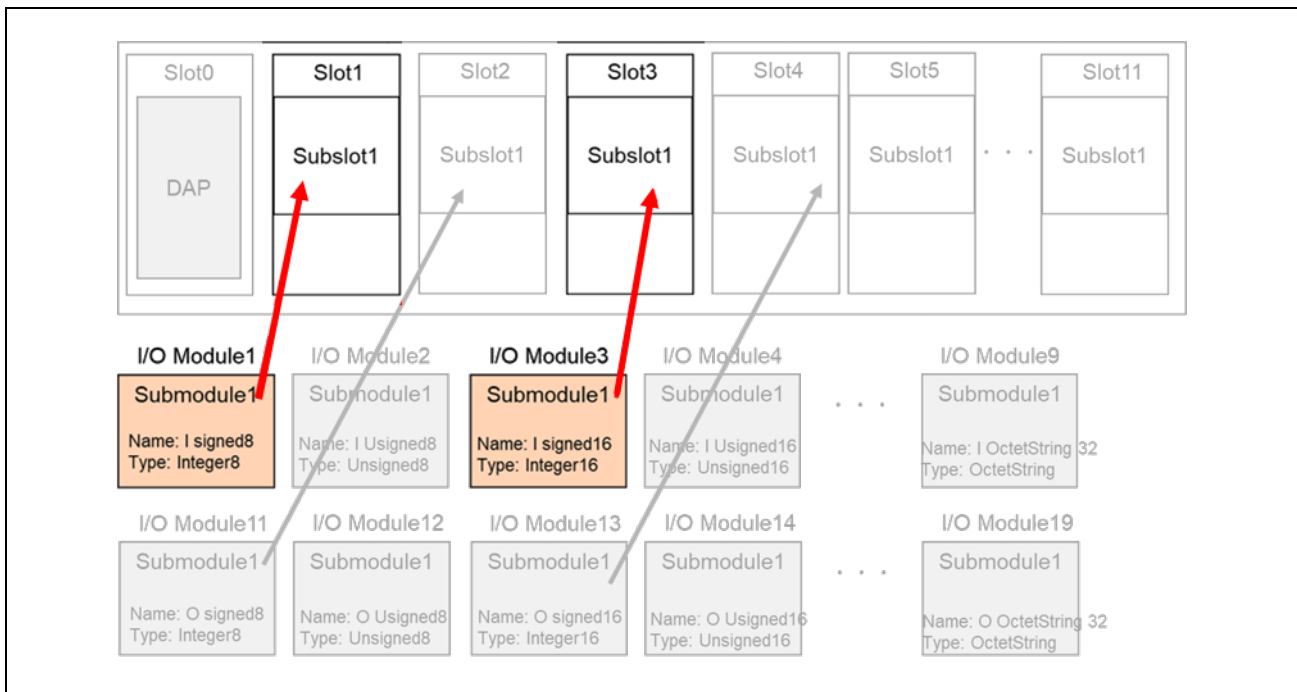 Slot0
Slot1
Slot2
Slot3
Slot4
Slot5
Slot11
DAP
Subslot1
Subslot1
Subslot1
Subslot1
Subslot1
. . .
Subslot1
I/O Module1
I/O Module2
I/O Module3
I/O Module4
I/O Module9
Submodule1
Name: I signed8
Type: Integer8
Submodule1
Name: I Usigned8
Type: Unsigned8
Submodule1
Name: I signed16
Type: Integer16
Submodule1
Name: I Usigned16
Type: Unsigned16
. . .
Submodule1
Name: I OctetString 32
Type: OctetString
I/O Module11
I/O Module12
I/O Module13
I/O Module14
I/O Module19
Submodule1
Name: O signed8
Type: Integer8
Submodule1
Name: O Usigned8
Type: Unsigned8
Submodule1
Name: O signed16
Type: Integer16
Submodule1
Name: O Usigned16
Type: Unsigned16
. . .
Submodule1
Name: O OctetString 32
Type: OctetString